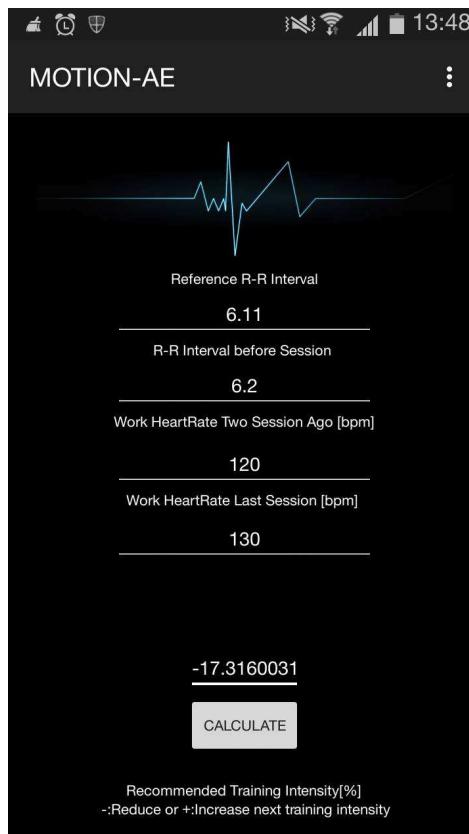 13:48
MOTION-AE
Reference R-R Interval
6.11
R-R Interval before Session
6.2
Work HeartRate Two Session Ago [bpm]
120
Work HeartRate Last Session [bpm]
130
-17.3160031
CALCULATE
Recommended Training Intensity[%]
-:Reduce or +:Increase next training intensity